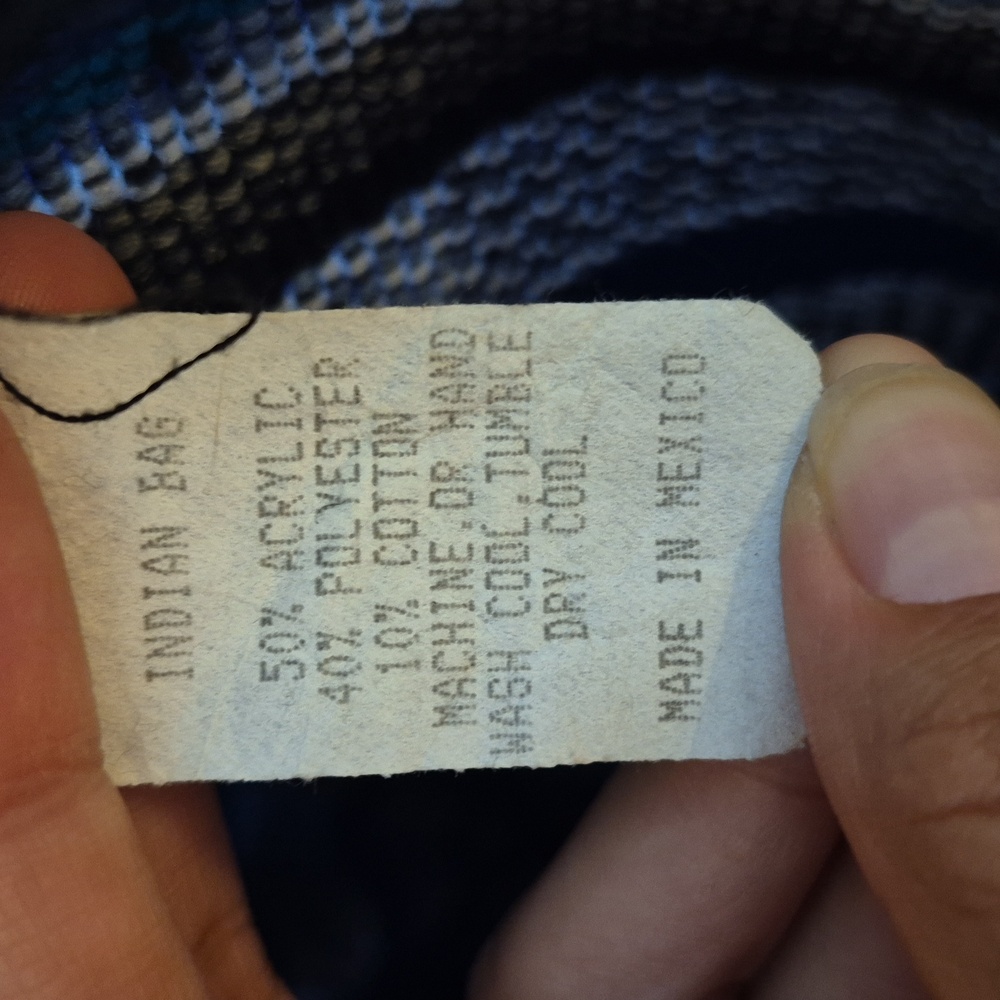 INDIAN BAG
50% ACRYLIC
40% POLYESTER
10% COTTON
MACHINE.OR HAND
WASH COOL.TUMBLE
DRY COOL
MADE IN MEXICO